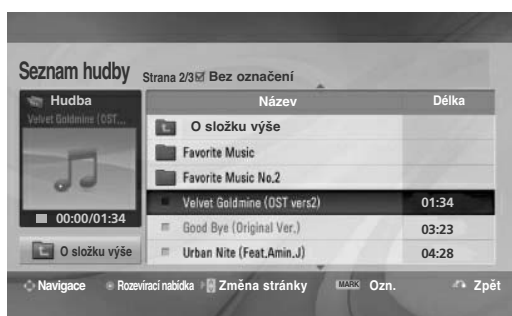 Seznam hudby Strana 2/3 Bez označení
Hudba
Velvet Goldmine (OST...
00:00/01:34
O složku výše
Název Délka
O složku výše
Favorite Music
Favorite Music No.2
Velvet Goldmine (OST vers2) 01:34
Good Bye (Original Ver.) 03:23
Urban Nite (Feat.Amin.J) 04:28
Navigace Rozevírací nabídka Změna stránky MARK Ozn. Zpět